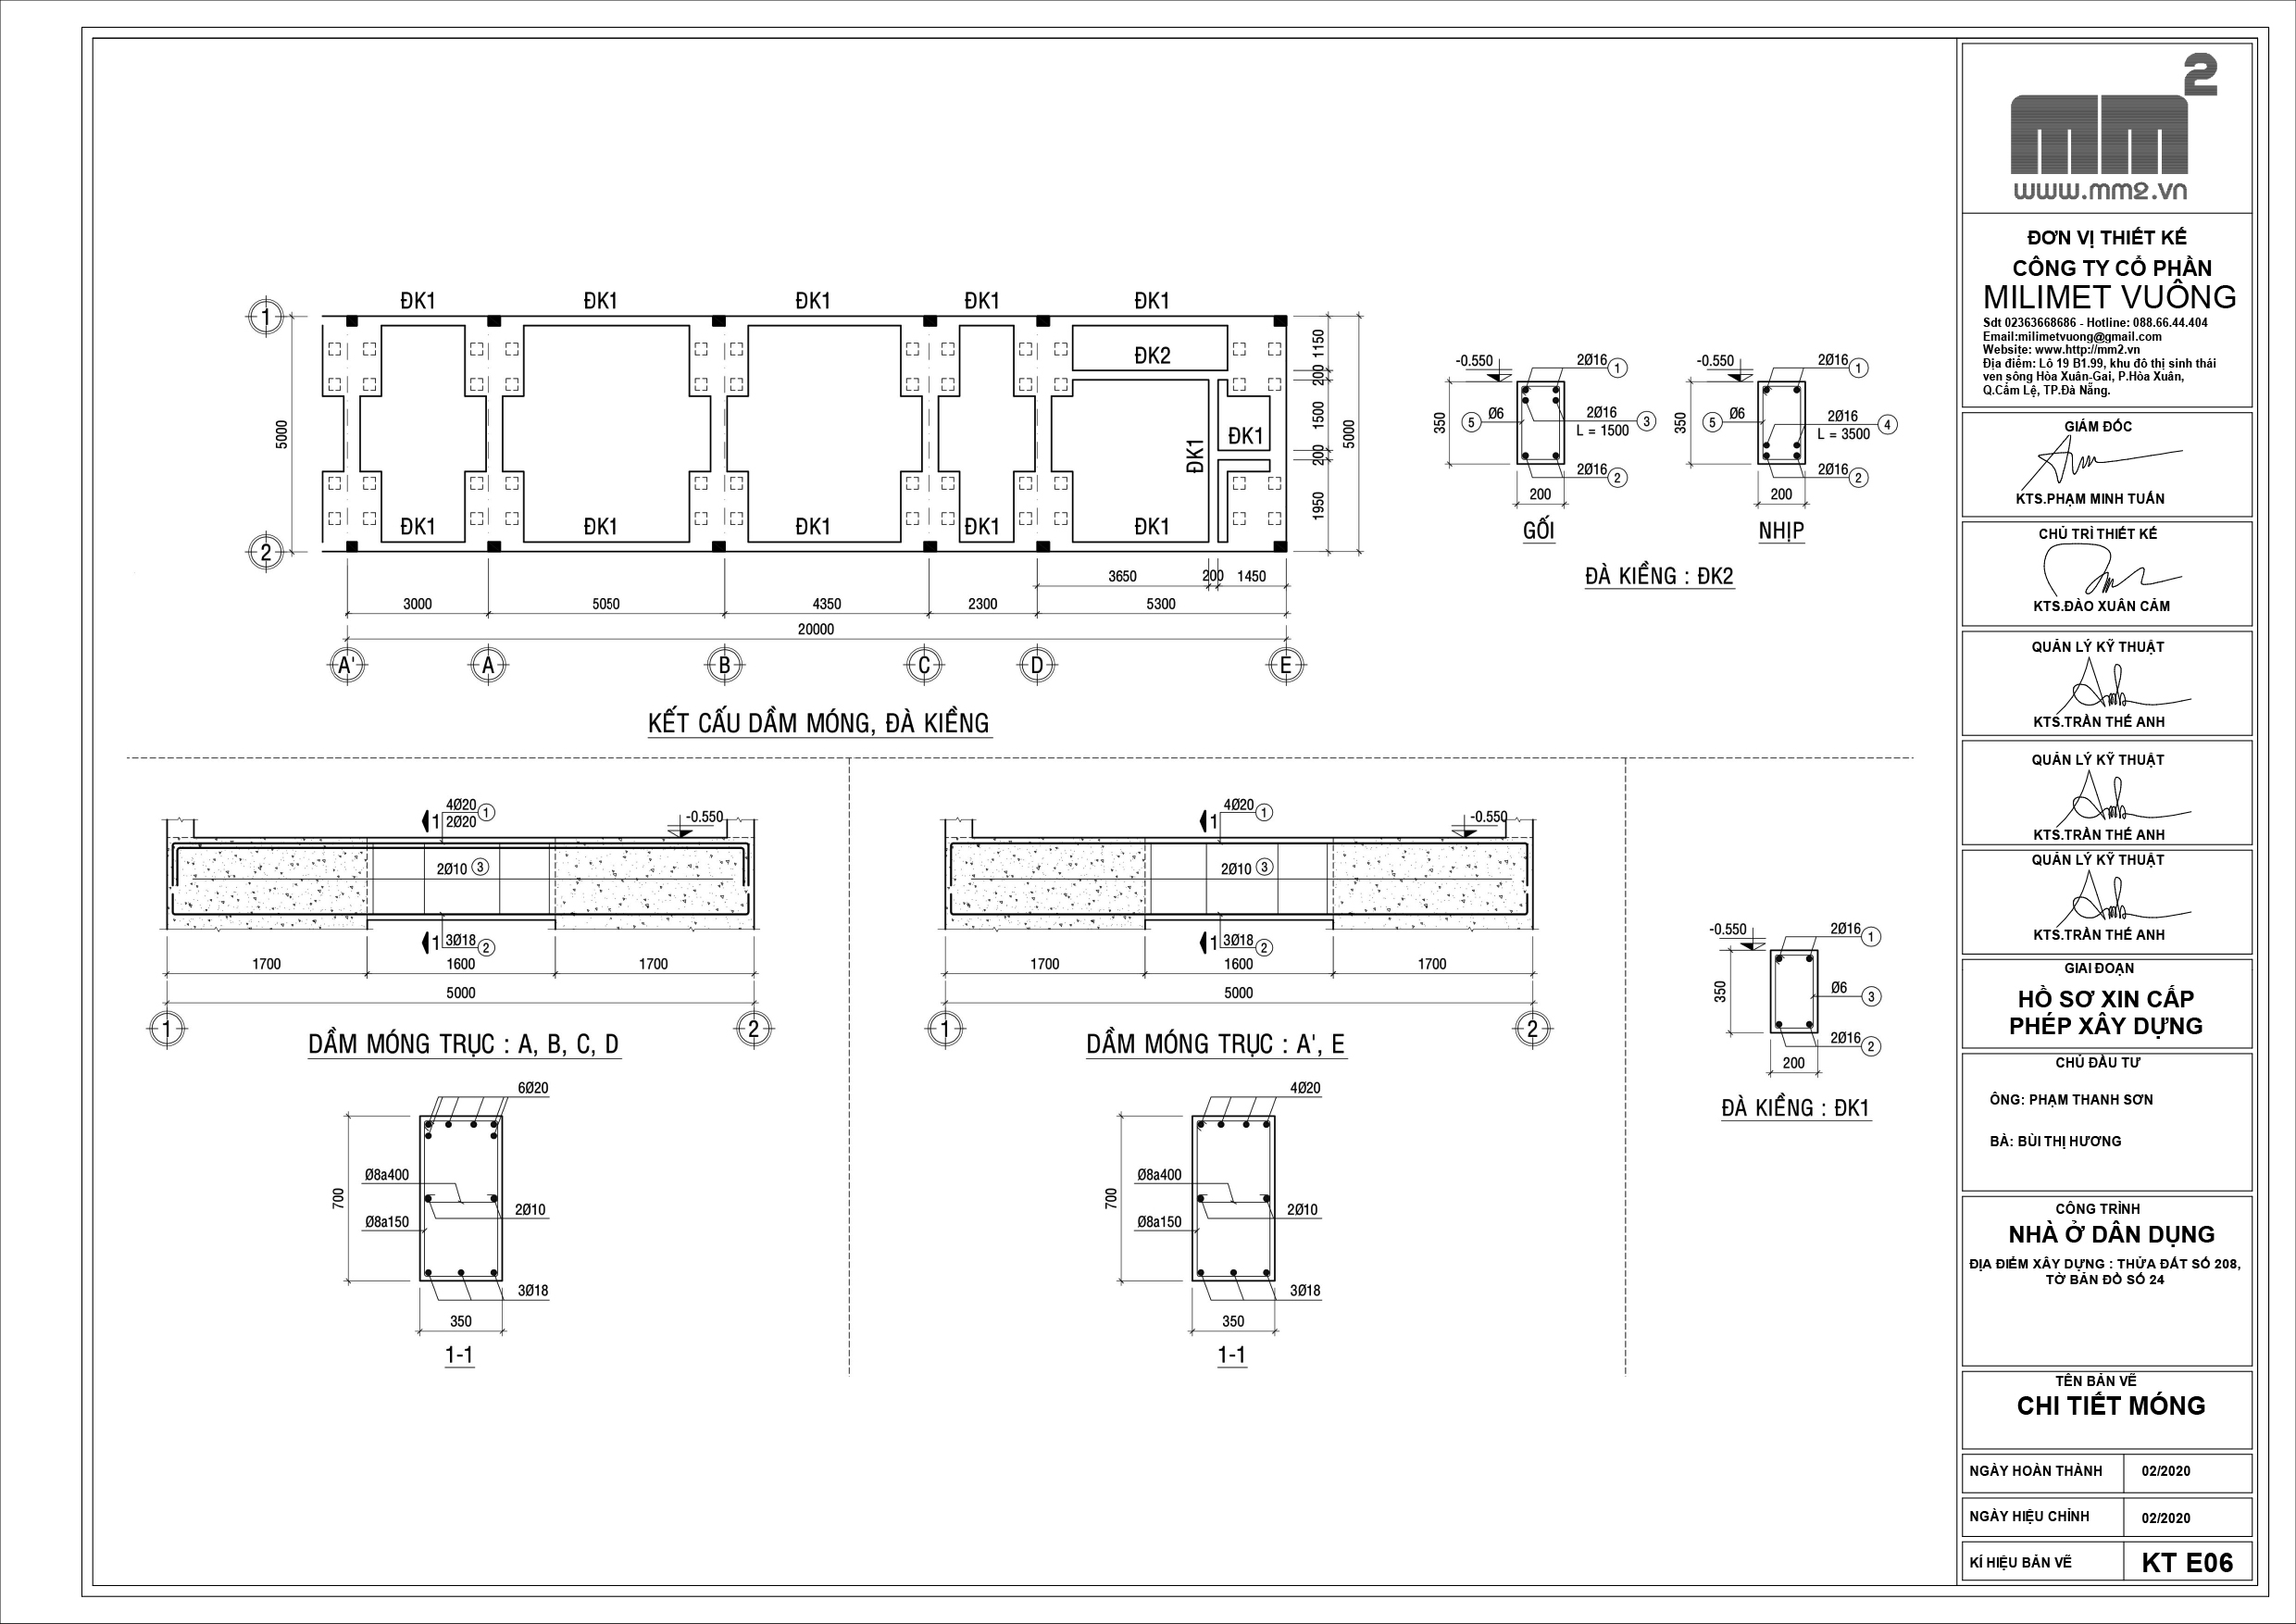 ĐK1 ĐK1 ĐK1 ĐK1 ĐK1
1
1150
ĐK2
200
5000
1500
5000
ĐK1
ĐK1
200
1950
ĐK1 ĐK1 ĐK1 ĐK1 ĐK1
2
3650 200 1450
3000 5050 4350 2300 5300
20000
A' A B C D E
KẾT CẤU DẦM MÓNG, ĐÀ KIỀNG
-0.550 2Ø16 1
350
5 Ø6
2Ø16 3
L = 1500
2Ø16 2
200
GỐI
-0.550 2Ø16 1
350
5 Ø6
2Ø16 4
L = 3500
2Ø16 2
200
NHỊP
ĐÀ KIỀNG : ĐK2
4Ø20 1
1 2Ø20
-0.550
2Ø10 3
1 3Ø18 2
1700 1600 1700
5000
1 2
DẦM MÓNG TRỤC : A, B, C, D
6Ø20
Ø8a400
700
2Ø10
Ø8a150
3Ø18
350
1-1
4Ø20 1
1
-0.550
2Ø10 3
1 3Ø18 2
1700 1600 1700
5000
1 2
DẦM MÓNG TRỤC : A', E
4Ø20
Ø8a400
700
2Ø10
Ø8a150
3Ø18
350
1-1
-0.550 2Ø16 1
350
Ø6 3
2Ø16 2
200
ĐÀ KIỀNG : ĐK1
mm2
www.mm2.vn
ĐƠN VỊ THIẾT KẾ
CÔNG TY CỔ PHẦN
MILIMET VUÔNG
Sdt 02363668686 - Hotline: 088.66.44.404
Email:milimetvuong@gmail.com
Website: www.http://mm2.vn
Địa điểm: Lô 19 B1.99, khu đô thị sinh thái
ven sông Hòa Xuân-Gai, P.Hòa Xuân,
Q.Cẩm Lệ, TP.Đà Nẵng.
GIÁM ĐỐC
KTS.PHẠM MINH TUẤN
CHỦ TRÌ THIẾT KẾ
KTS.ĐÀO XUÂN CẢM
QUẢN LÝ KỸ THUẬT
KTS.TRẦN THẾ ANH
QUẢN LÝ KỸ THUẬT
KTS.TRẦN THẾ ANH
QUẢN LÝ KỸ THUẬT
KTS.TRẦN THẾ ANH
GIAI ĐOẠN
HỒ SƠ XIN CẤP
PHÉP XÂY DỰNG
CHỦ ĐẦU TƯ
ÔNG: PHẠM THANH SƠN
BÀ: BÙI THỊ HƯƠNG
CÔNG TRÌNH
NHÀ Ở DÂN DỤNG
ĐỊA ĐIỂM XÂY DỰNG : THỬA ĐẤT SỐ 208,
TỜ BẢN ĐỒ SỐ 24
TÊN BẢN VẼ
CHI TIẾT MÓNG
NGÀY HOÀN THÀNH 02/2020
NGÀY HIỆU CHỈNH 02/2020
KÍ HIỆU BẢN VẼ KT E06